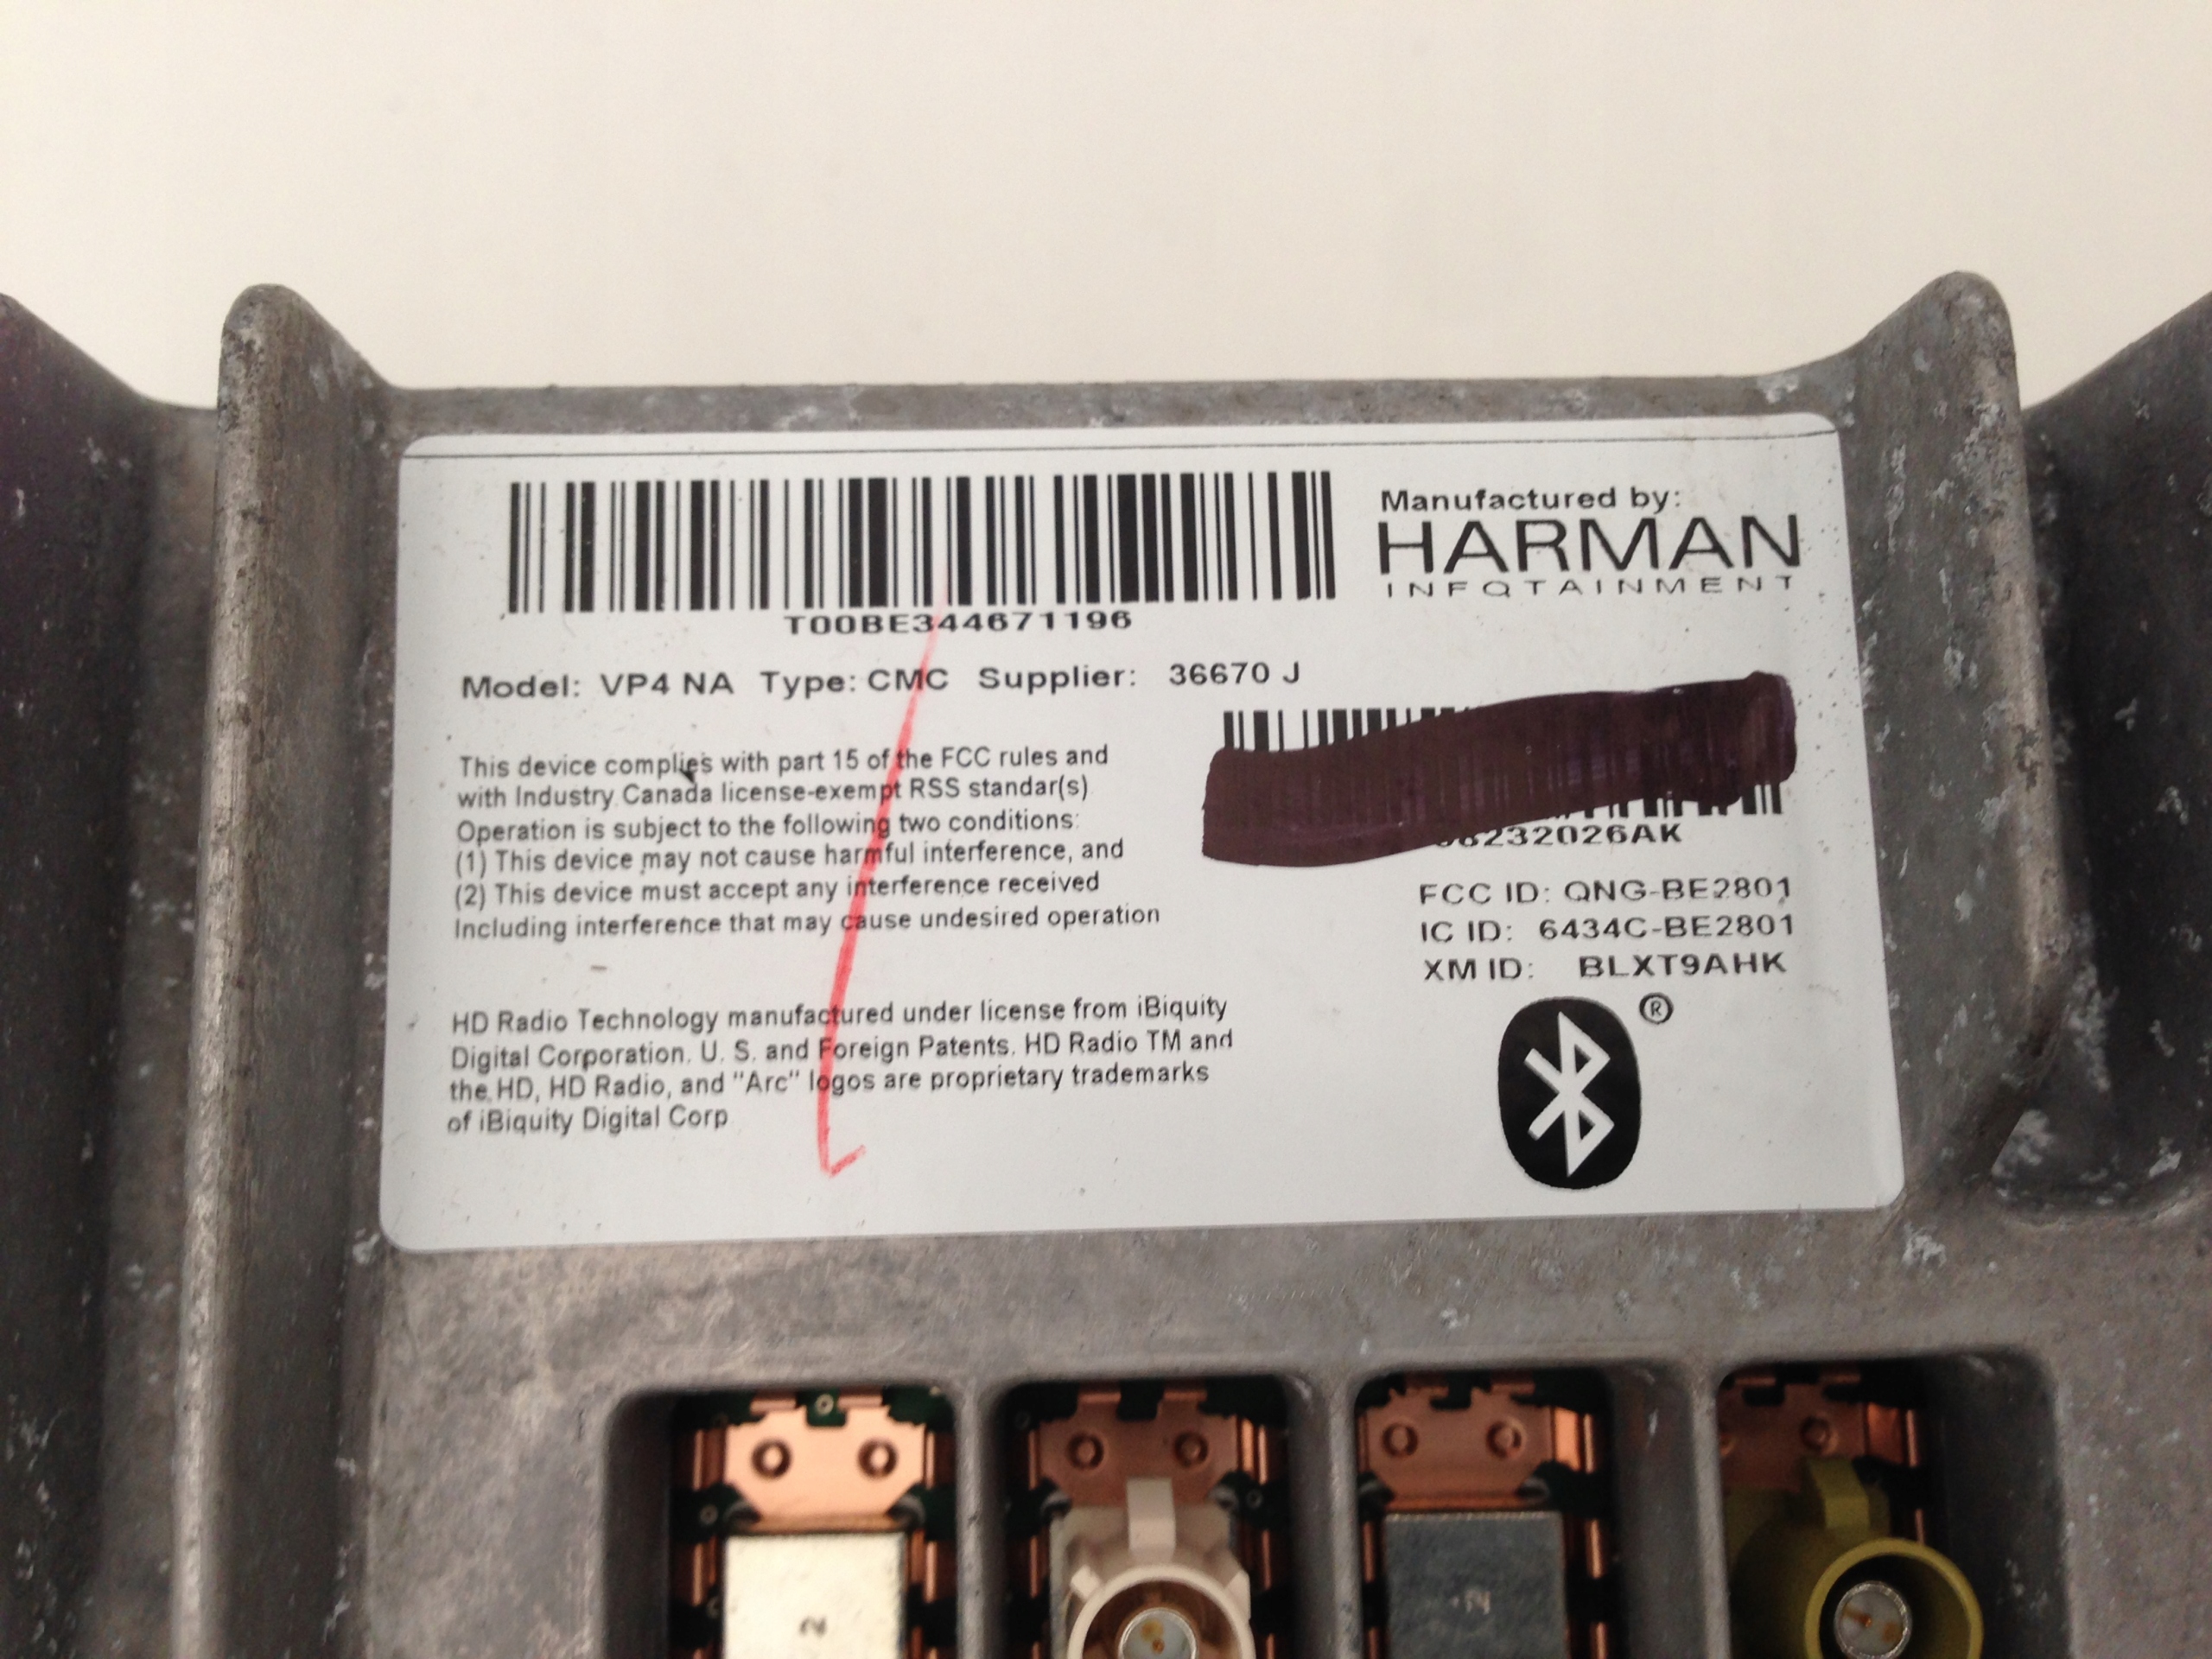 Manufactured by:
HARMAN
INFOTAINMENT
T00BE344671196
Model: VP4 NA Type: CMC Supplier: 36670 J
This device complies with part 15 of the FCC rules and
with Industry Canada license-exempt RSS standar(s)
Operation is subject to the following two conditions:
(1) This device may not cause harmful interference, and
(2) This device must accept any interference received
Including interference that may cause undesired operation
HD Radio Technology manufactured under license from iBiquity
Digital Corporation. U. S. and Foreign Patents. HD Radio TM and
the HD, HD Radio, and "Arc" logos are proprietary trademarks
of iBiquity Digital Corp
FCC ID: QNG-BE2801
IC ID: 6434C-BE2801
XM ID: BLXT9AHK
®
2
2